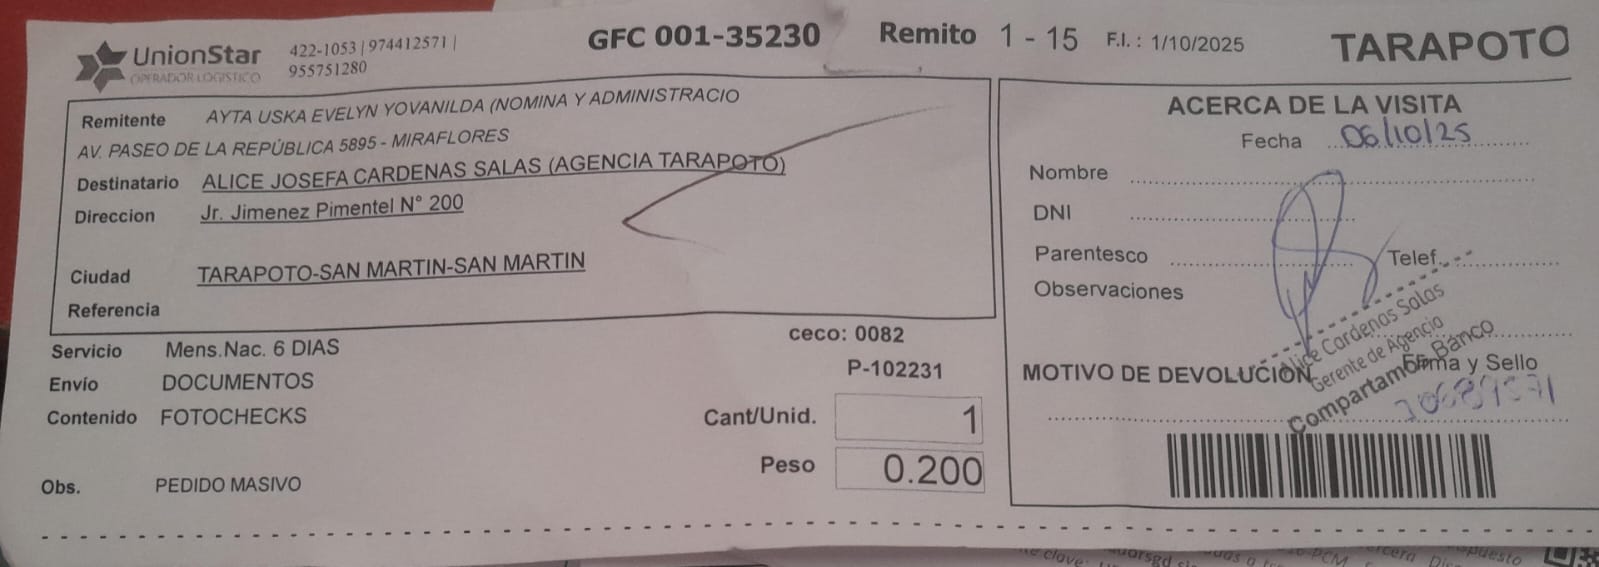 UnionStar
OPERADOR LOGISTICO
422-1053 | 974412571 |
955751280
GFC 001-35230
Remito 1 - 15
F.I. : 1/10/2025
TARAPOTO
Remitente AYTA USKA EVELYN YOVANILDA (NOMINA Y ADMINISTRACIO
AV. PASEO DE LA REPÚBLICA 5895 - MIRAFLORES
Destinatario ALICE JOSEFA CARDENAS SALAS (AGENCIA TARAPOTO)
Direccion Jr. Jimenez Pimentel N° 200
Ciudad TARAPOTO-SAN MARTIN-SAN MARTIN
Referencia
ceco: 0082
Servicio Mens.Nac. 6 DIAS
P-102231
Envío DOCUMENTOS
Contenido FOTOCHECKS
Cant/Unid. 1
Peso 0.200
Obs. PEDIDO MASIVO
ACERCA DE LA VISITA
Fecha 06/10/25
Nombre
DNI
Parentesco Telef.
Observaciones
Alice Cardenas Salas
Gerente de Agencia
Compartamos Banco
MOTIVO DE DEVOLUCIÓN Firma y Sello